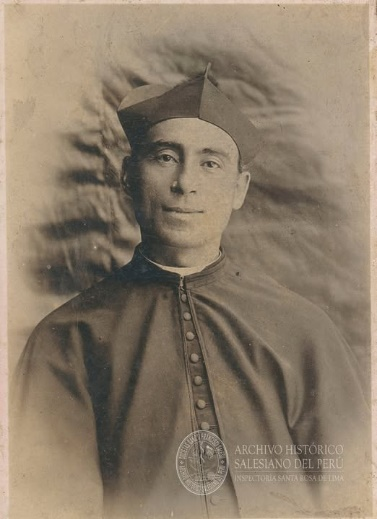 ARCHIVO HISTÓRICO
SALESIANO DEL PERÚ
INSPECTORÍA SANTA ROSA DE LIMA